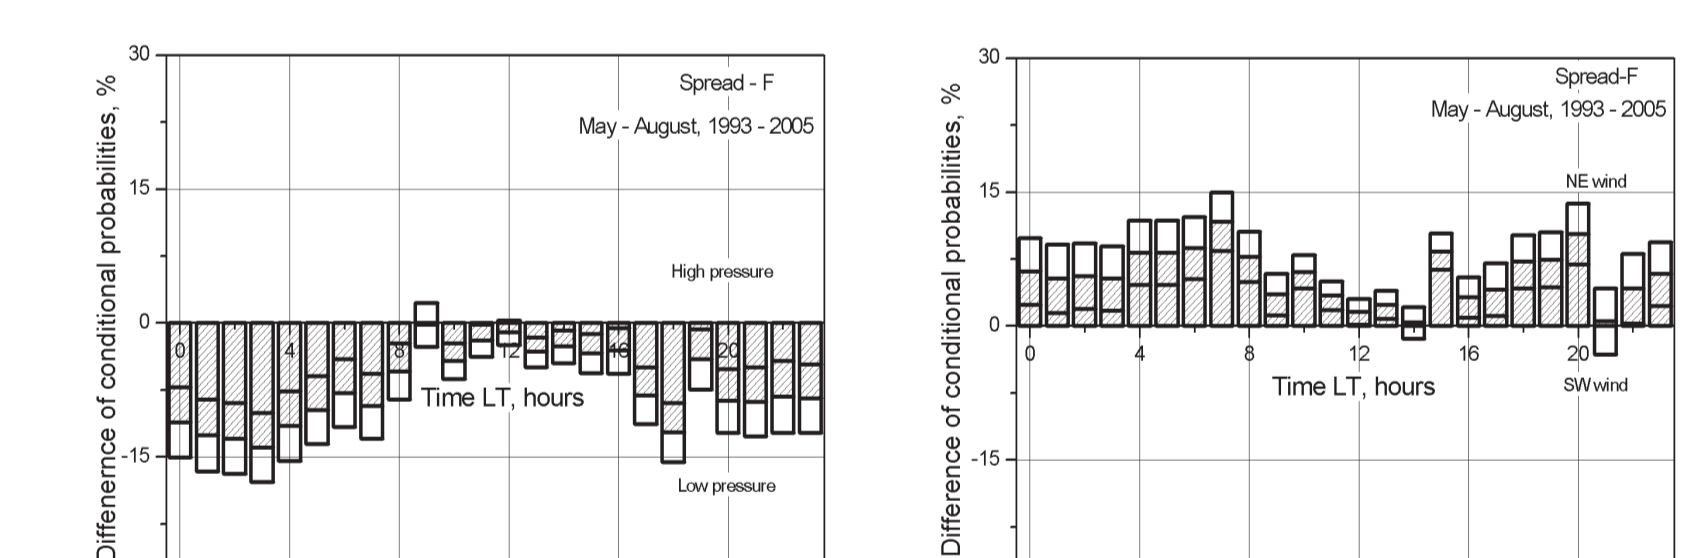 30
Spread - F
May - August, 1993 - 2005
15
High pressure
0
0 4 8 12 16 20
Time LT, hours
-15
Low pressure
Differnernce of conditional probabilities, %
30
Spread-F
May - August, 1993 - 2005
15
NE wind
0
0 4 8 12 16 20
Time LT, hours
SW wind
-15
Difference of conditional probabilities, %